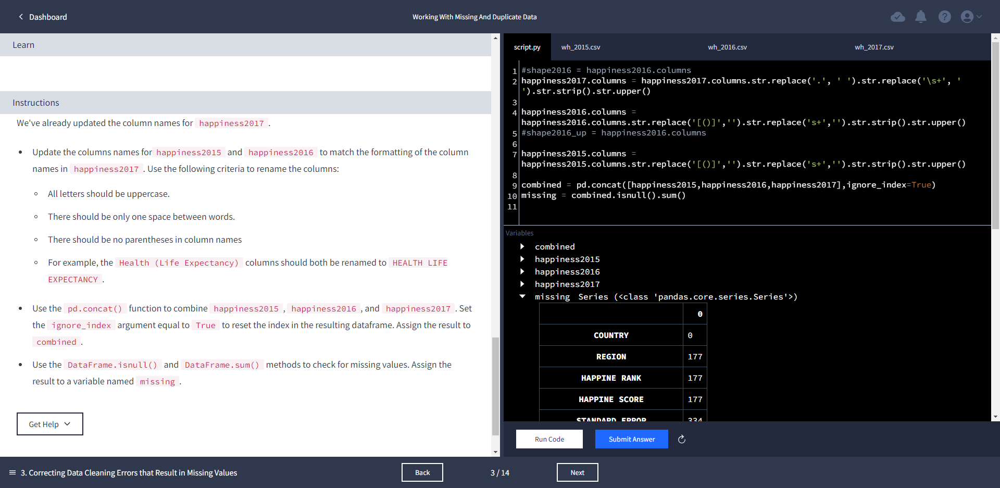 Dashboard
Working With Missing And Duplicate Data
Learn
Instructions
We've already updated the column names for happiness2017 .
Update the columns names for happiness2015 and happiness2016 to match the formatting of the column
names in happiness2017 . Use the following criteria to rename the columns:
All letters should be uppercase.
There should be only one space between words.
There should be no parentheses in column names
For example, the Health (Life Expectancy) columns should both be renamed to HEALTH LIFE
EXPECTANCY .
Use the pd.concat() function to combine happiness2015 , happiness2016 , and happiness2017 . Set
the ignore_index argument equal to True to reset the index in the resulting dataframe. Assign the result to
combined .
Use the DataFrame.isnull() and DataFrame.sum() methods to check for missing values. Assign the
result to a variable named missing .
Get Help
script.py wh_2015.csv wh_2016.csv wh_2017.csv
1 #shape2016 = happiness2016.columns
2 happiness2017.columns = happiness2017.columns.str.replace('.', ' ').str.replace('\s+', '
').str.strip().str.upper()
3
4 happiness2016.columns =
happiness2016.columns.str.replace('[()]','').str.replace('s+','').str.strip().str.upper()
5 #shape2016_up = happiness2016.columns
6
7 happiness2015.columns =
happiness2015.columns.str.replace('[()]','').str.replace('s+','').str.strip().str.upper()
8
9 combined = pd.concat([happiness2015,happiness2016,happiness2017],ignore_index=True)
10 missing = combined.isnull().sum()
11
Variables
combined
happiness2015
happiness2016
happiness2017
missing Series (<class 'pandas.core.series.Series'>)
0
COUNTRY 0
REGION 177
HAPPINE RANK 177
HAPPINE SCORE 177
STANDARD ERROR 334
Run Code Submit Answer
3. Correcting Data Cleaning Errors that Result in Missing Values
Back 3 / 14 Next